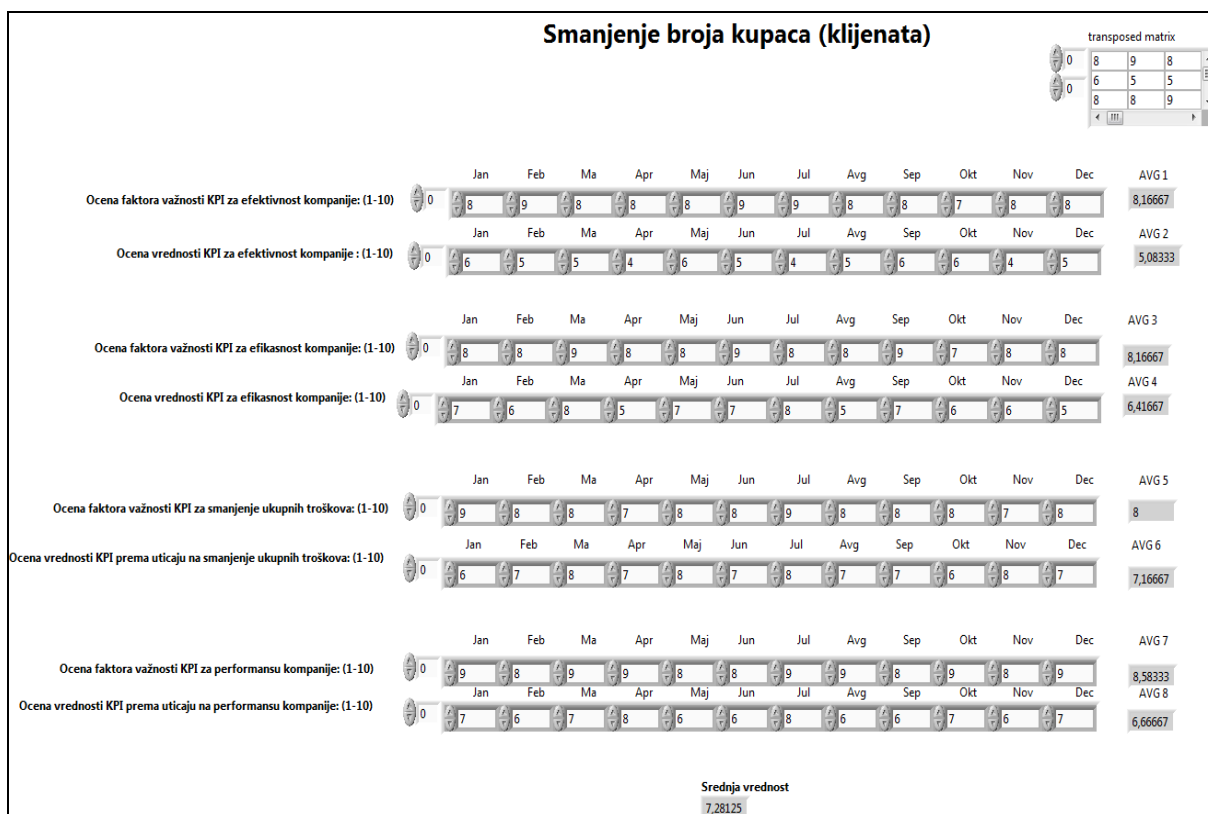 Smanjenje broja kupaca (klijenata)
transposed matrix
0 8 9 8
6 5 5
0 8 8 9
Jan Feb Ma Apr Maj Jun Jul Avg Sep Okt Nov Dec AVG 1
Ocena faktora važnosti KPI za efektivnost kompanije: (1-10) 0 8 9 8 8 8 9 9 8 8 7 8 8 8,16667
Jan Feb Ma Apr Maj Jun Jul Avg Sep Okt Nov Dec AVG 2
Ocena vrednosti KPI za efektivnost kompanije : (1-10) 0 6 5 5 4 6 5 4 5 6 6 4 5 5,08333
Jan Feb Ma Apr Maj Jun Jul Avg Sep Okt Nov Dec AVG 3
Ocena faktora važnosti KPI za efikasnost kompanije: (1-10) 0 8 8 9 8 8 9 8 8 9 7 8 8 8,16667
Jan Feb Ma Apr Maj Jun Jul Avg Sep Okt Nov Dec AVG 4
Ocena vrednosti KPI za efikasnost kompanije: (1-10) 0 7 6 8 5 7 7 8 5 7 6 6 5 6,41667
Jan Feb Ma Apr Maj Jun Jul Avg Sep Okt Nov Dec AVG 5
Ocena faktora važnosti KPI za smanjenje ukupnih troškova: (1-10) 0 9 8 8 7 8 8 9 8 8 8 7 8 8
Jan Feb Ma Apr Maj Jun Jul Avg Sep Okt Nov Dec AVG 6
Ocena vrednosti KPI prema uticaju na smanjenje ukupnih troškova: (1-10) 0 6 7 8 7 8 7 8 7 7 6 8 7 7,16667
Jan Feb Ma Apr Maj Jun Jul Avg Sep Okt Nov Dec AVG 7
Ocena faktora važnosti KPI za performansu kompanije: (1-10) 0 9 8 9 9 8 8 9 9 8 9 8 9 8,58333
Jan Feb Ma Apr Maj Jun Jul Avg Sep Okt Nov Dec AVG 8
Ocena vrednosti KPI prema uticaju na performansu kompanije: (1-10) 0 7 6 7 8 6 6 8 6 6 7 6 7 6,66667
Srednja vrednost
7,28125